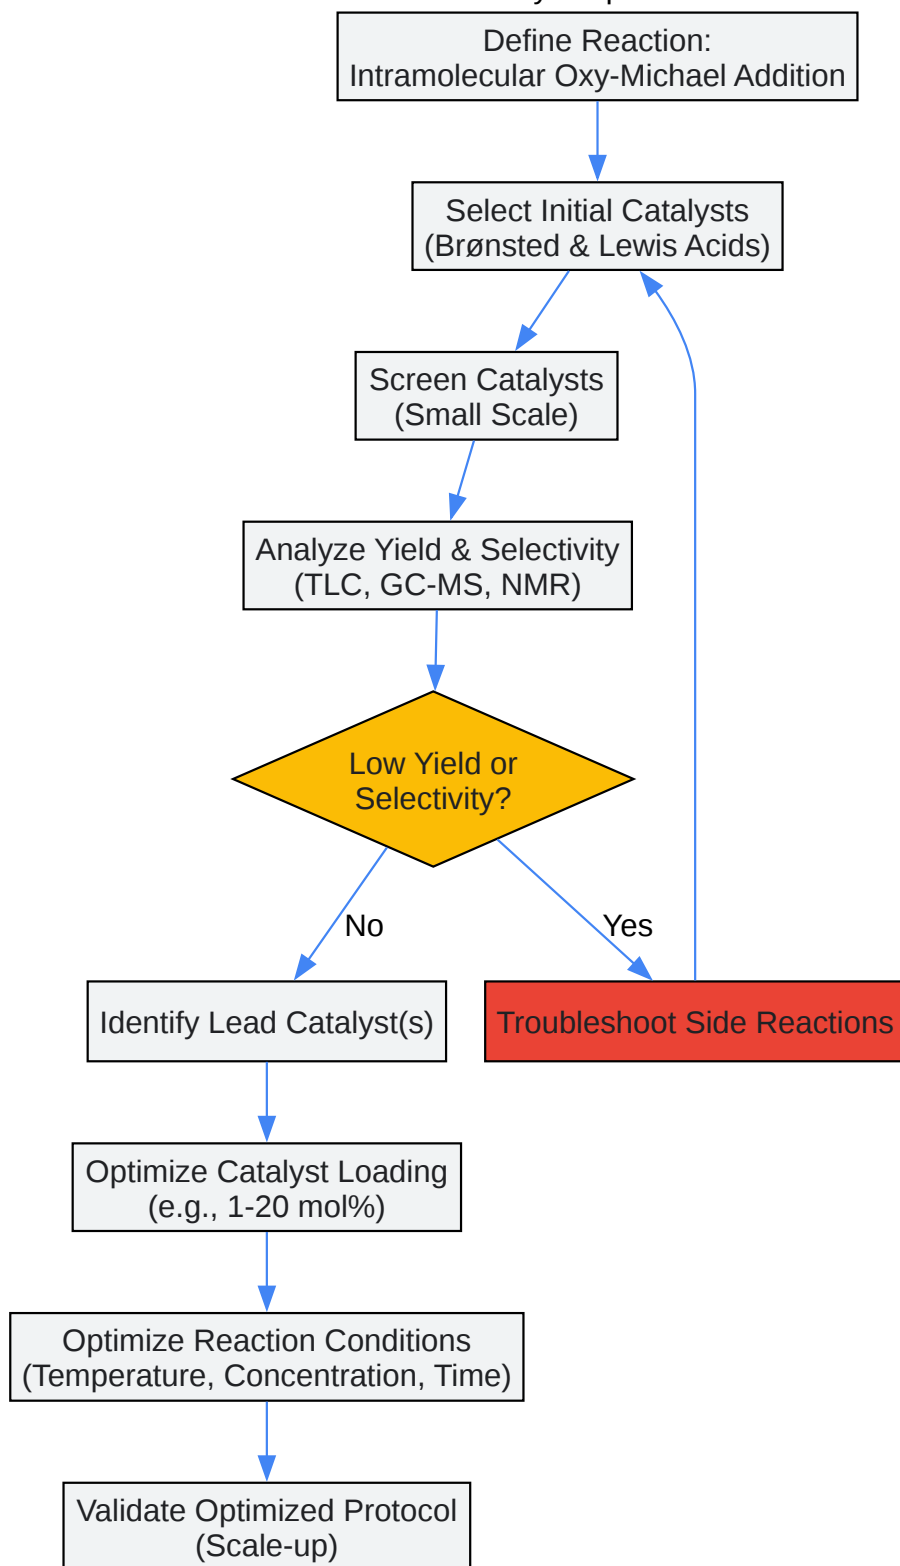 Define Reaction:
Intramolecular Oxy-Michael Addition
Select Initial Catalysts
(Brønsted & Lewis Acids)
Screen Catalysts
(Small Scale)
Analyze Yield & Selectivity
(TLC, GC-MS, NMR)
Low Yield or
Selectivity?
No
Yes
Identify Lead Catalyst(s)
Troubleshoot Side Reactions
Optimize Catalyst Loading
(e.g., 1-20 mol%)
Optimize Reaction Conditions
(Temperature, Concentration, Time)
Validate Optimized Protocol
(Scale-up)